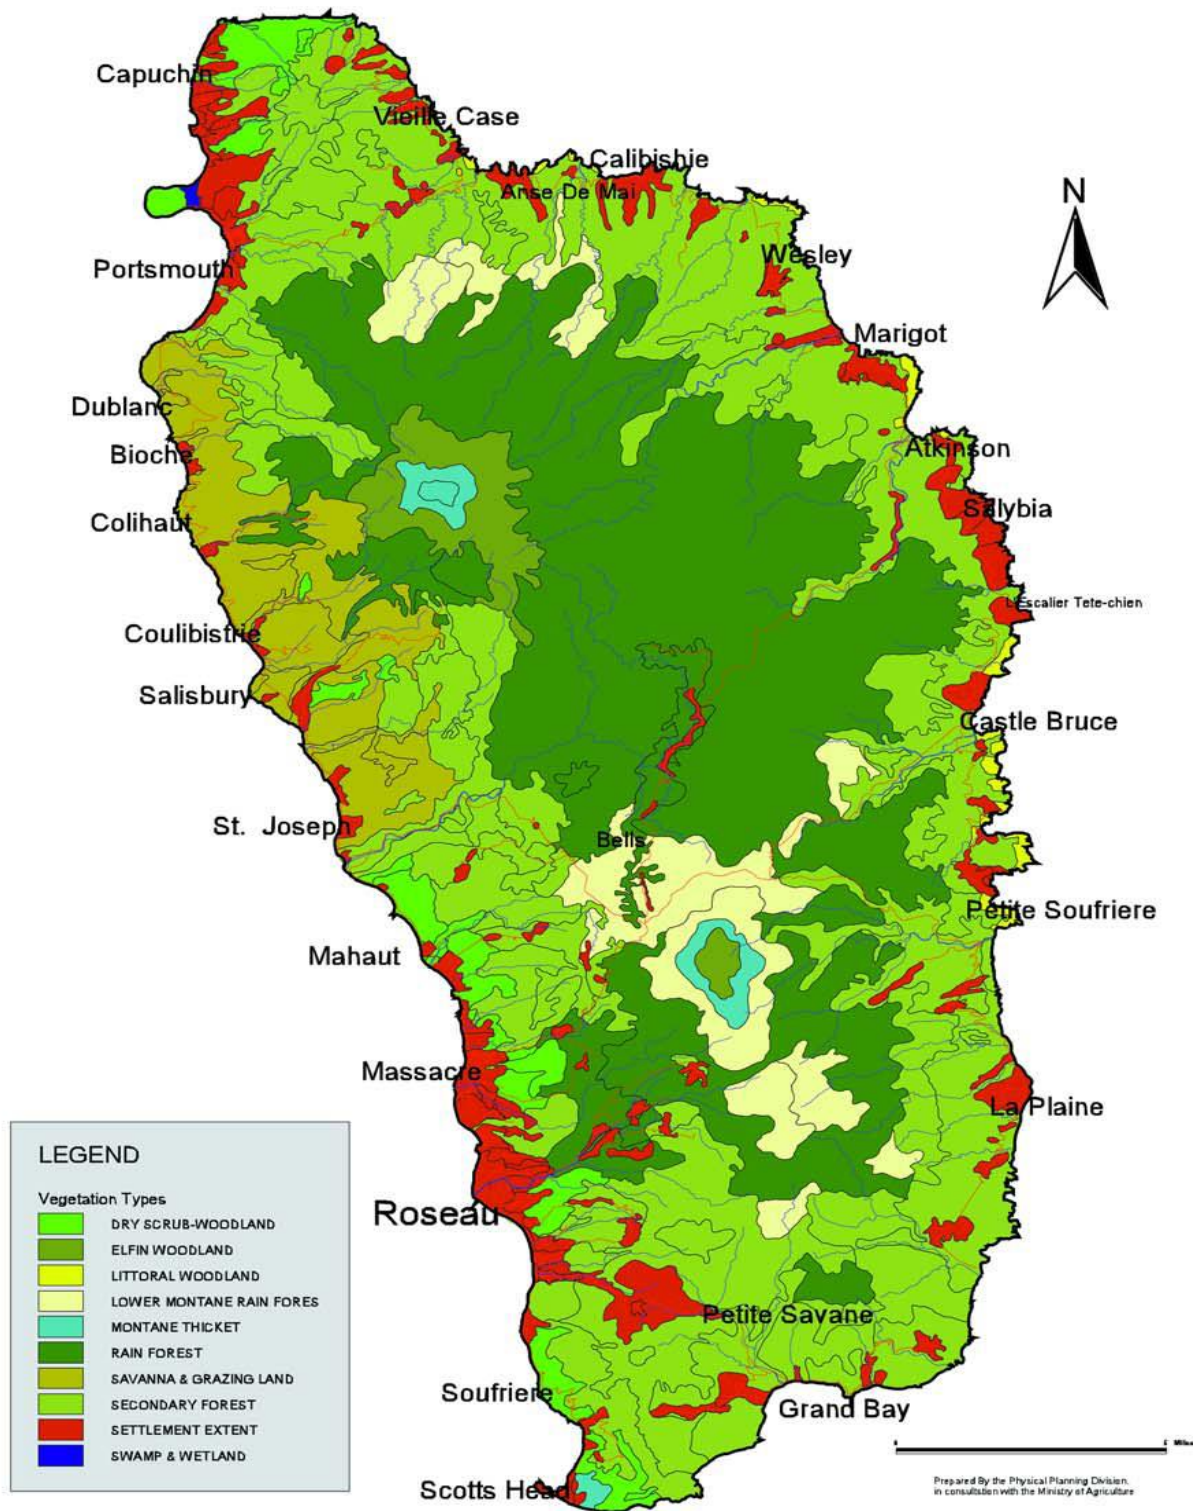 Capuchin
Vieille Case
Calibishie
Anse De Mai
N
Wesley
Portsmouth
Marigot
Dublanc
Atkinson
Bioche
Salybia
Colihaut
L'Escalier Tete-chien
Coulibistrie
Salisbury
Castle Bruce
St. Joseph
Bells
Petite Soufriere
Mahaut
Massacre
La Plaine
Roseau
Petite Savane
Soufriere
Grand Bay
Scotts Head
LEGEND
Vegetation Types
DRY SCRUB-WOODLAND
ELFIN WOODLAND
LITTORAL WOODLAND
LOWER MONTANE RAIN FORES
MONTANE THICKET
RAIN FOREST
SAVANNA & GRAZING LAND
SECONDARY FOREST
SETTLEMENT EXTENT
SWAMP & WETLAND
Miles
Prepared By the Physical Planning Division,
in consultstion with the Ministry of Agriculture